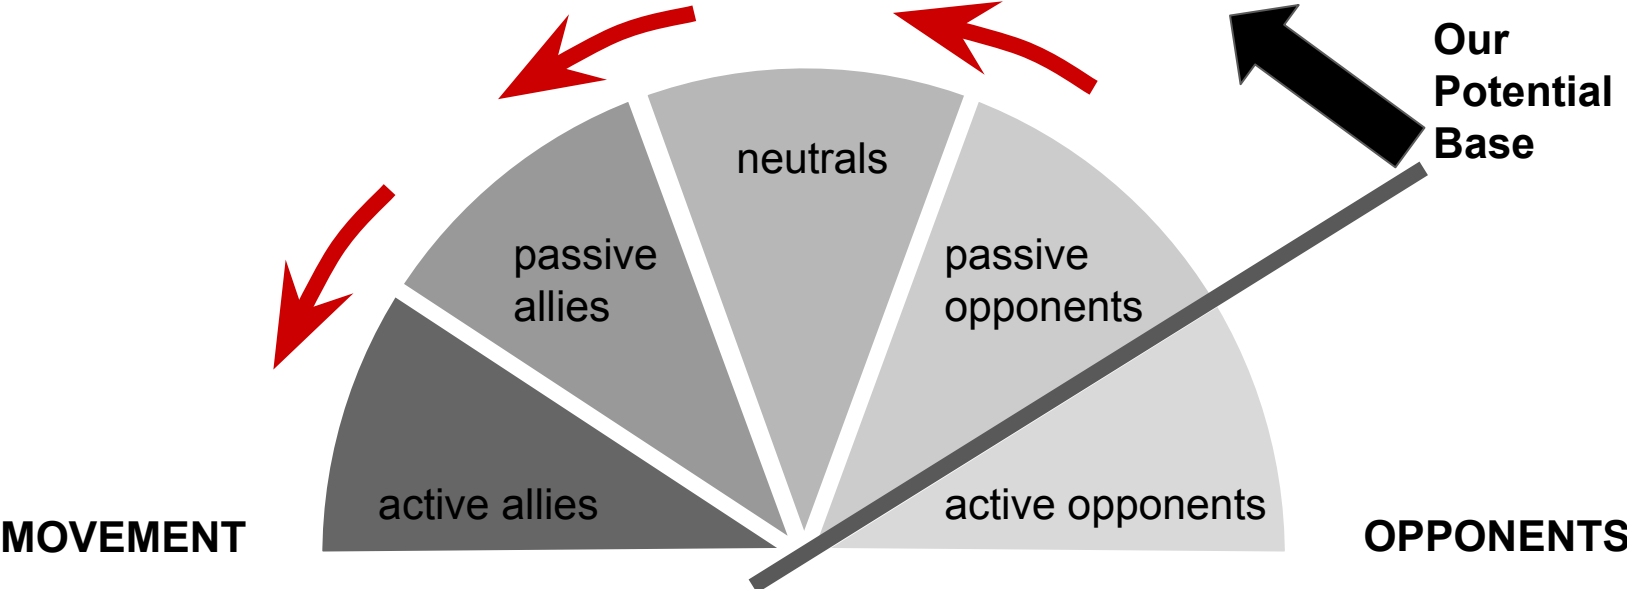 Our
Potential
Base
neutrals
passive
allies
passive
opponents
active allies
active opponents
MOVEMENT
OPPONENTS